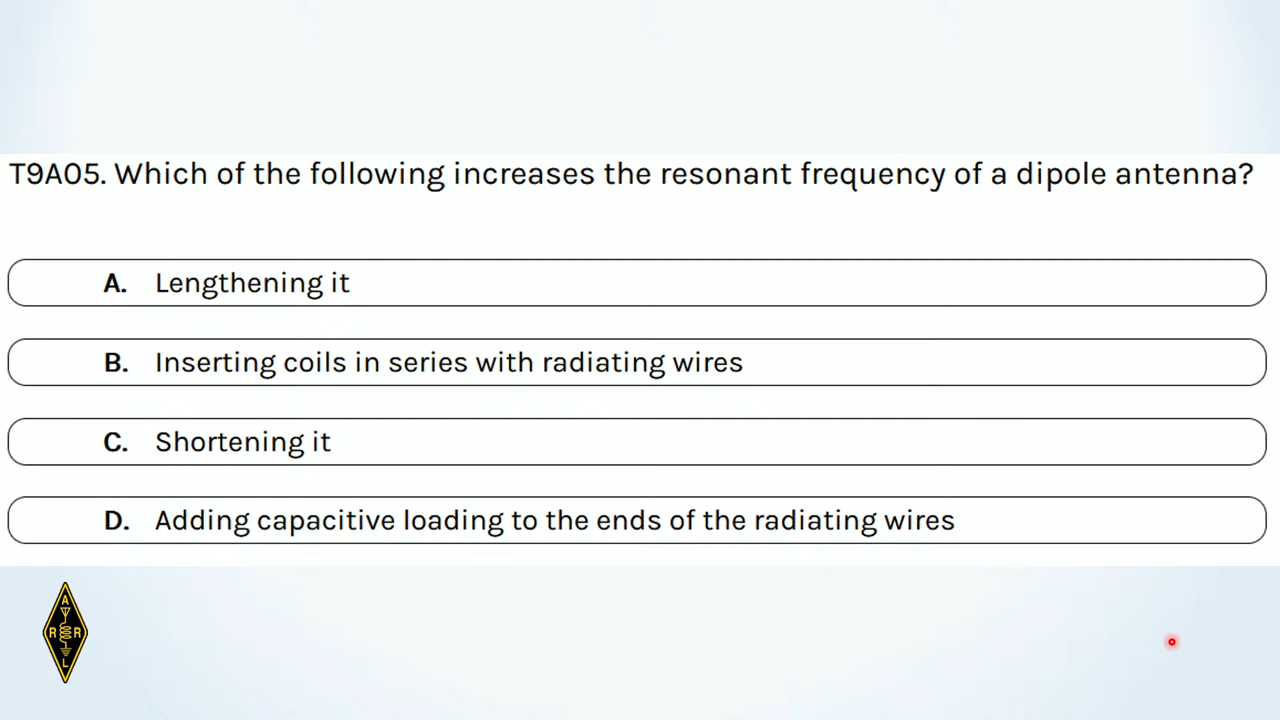 T9A05. Which of the following increases the resonant frequency of a dipole antenna?
A. Lengthening it
B. Inserting coils in series with radiating wires
C. Shortening it
D. Adding capacitive loading to the ends of the radiating wires
A
R R
L